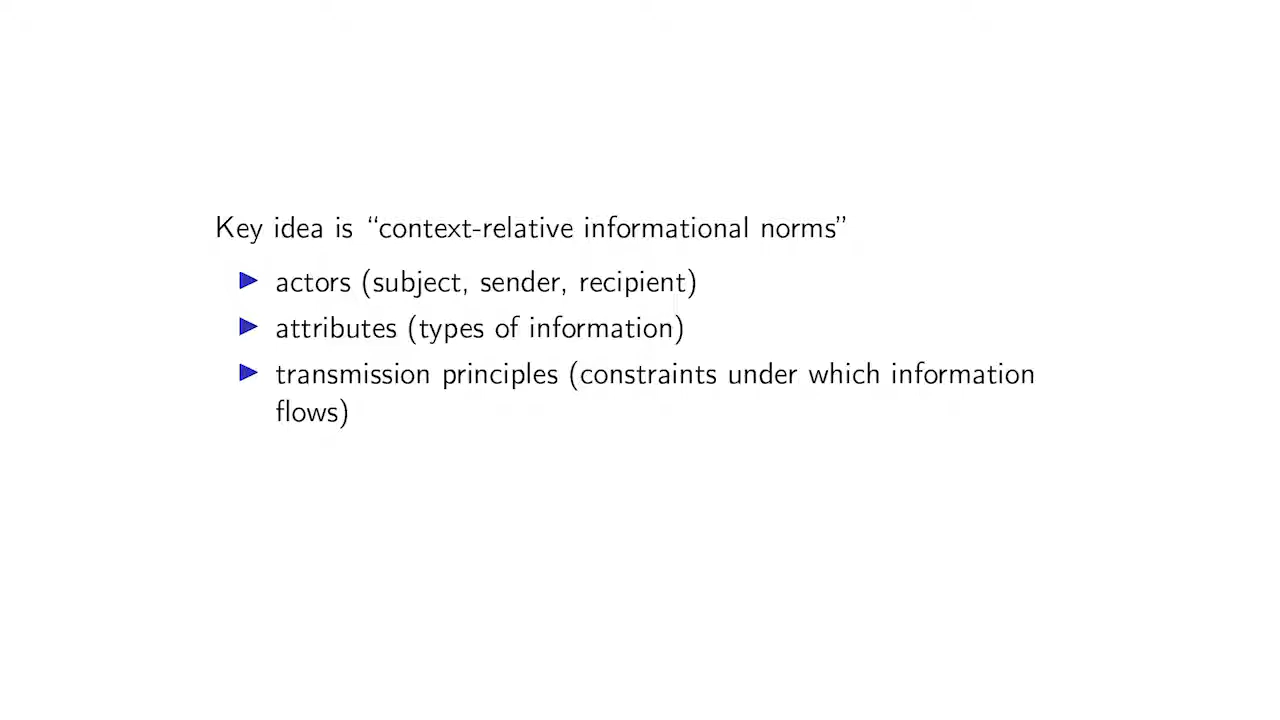 Key idea is “context-relative informational norms”
▶ actors (subject, sender, recipient)
▶ attributes (types of information)
▶ transmission principles (constraints under which information
flows)